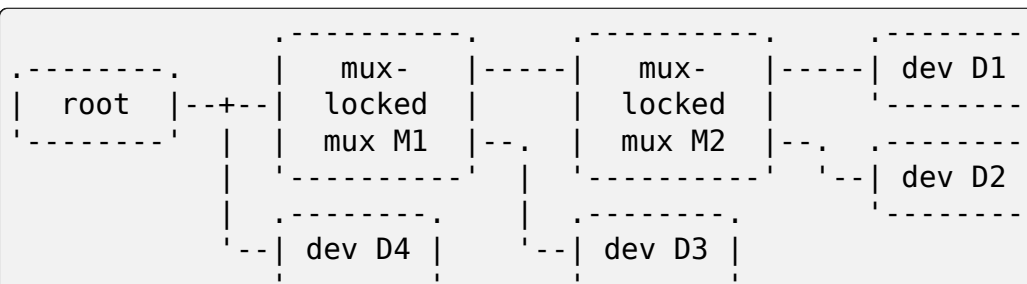 mux- mux- dev D1
root locked locked
mux M1 mux M2
dev D2
dev D4 dev D3